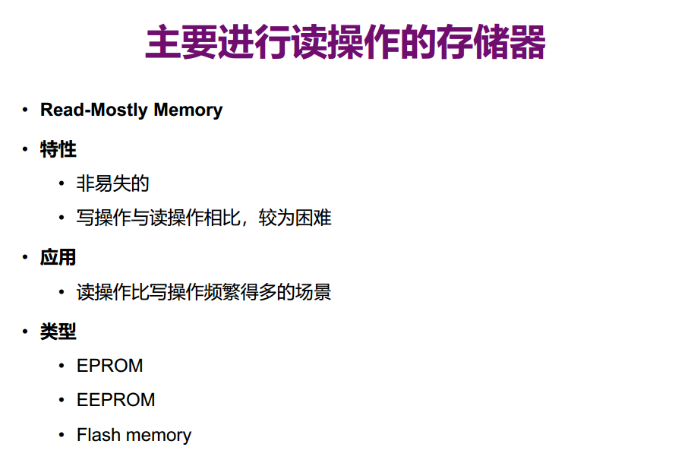 主要进行读操作的存储器
• Read-Mostly Memory
• 特性
• 非易失的
• 写操作与读操作相比，较为困难
• 应用
• 读操作比写操作频繁得多的场景
• 类型
• EPROM
• EEPROM
• Flash memory